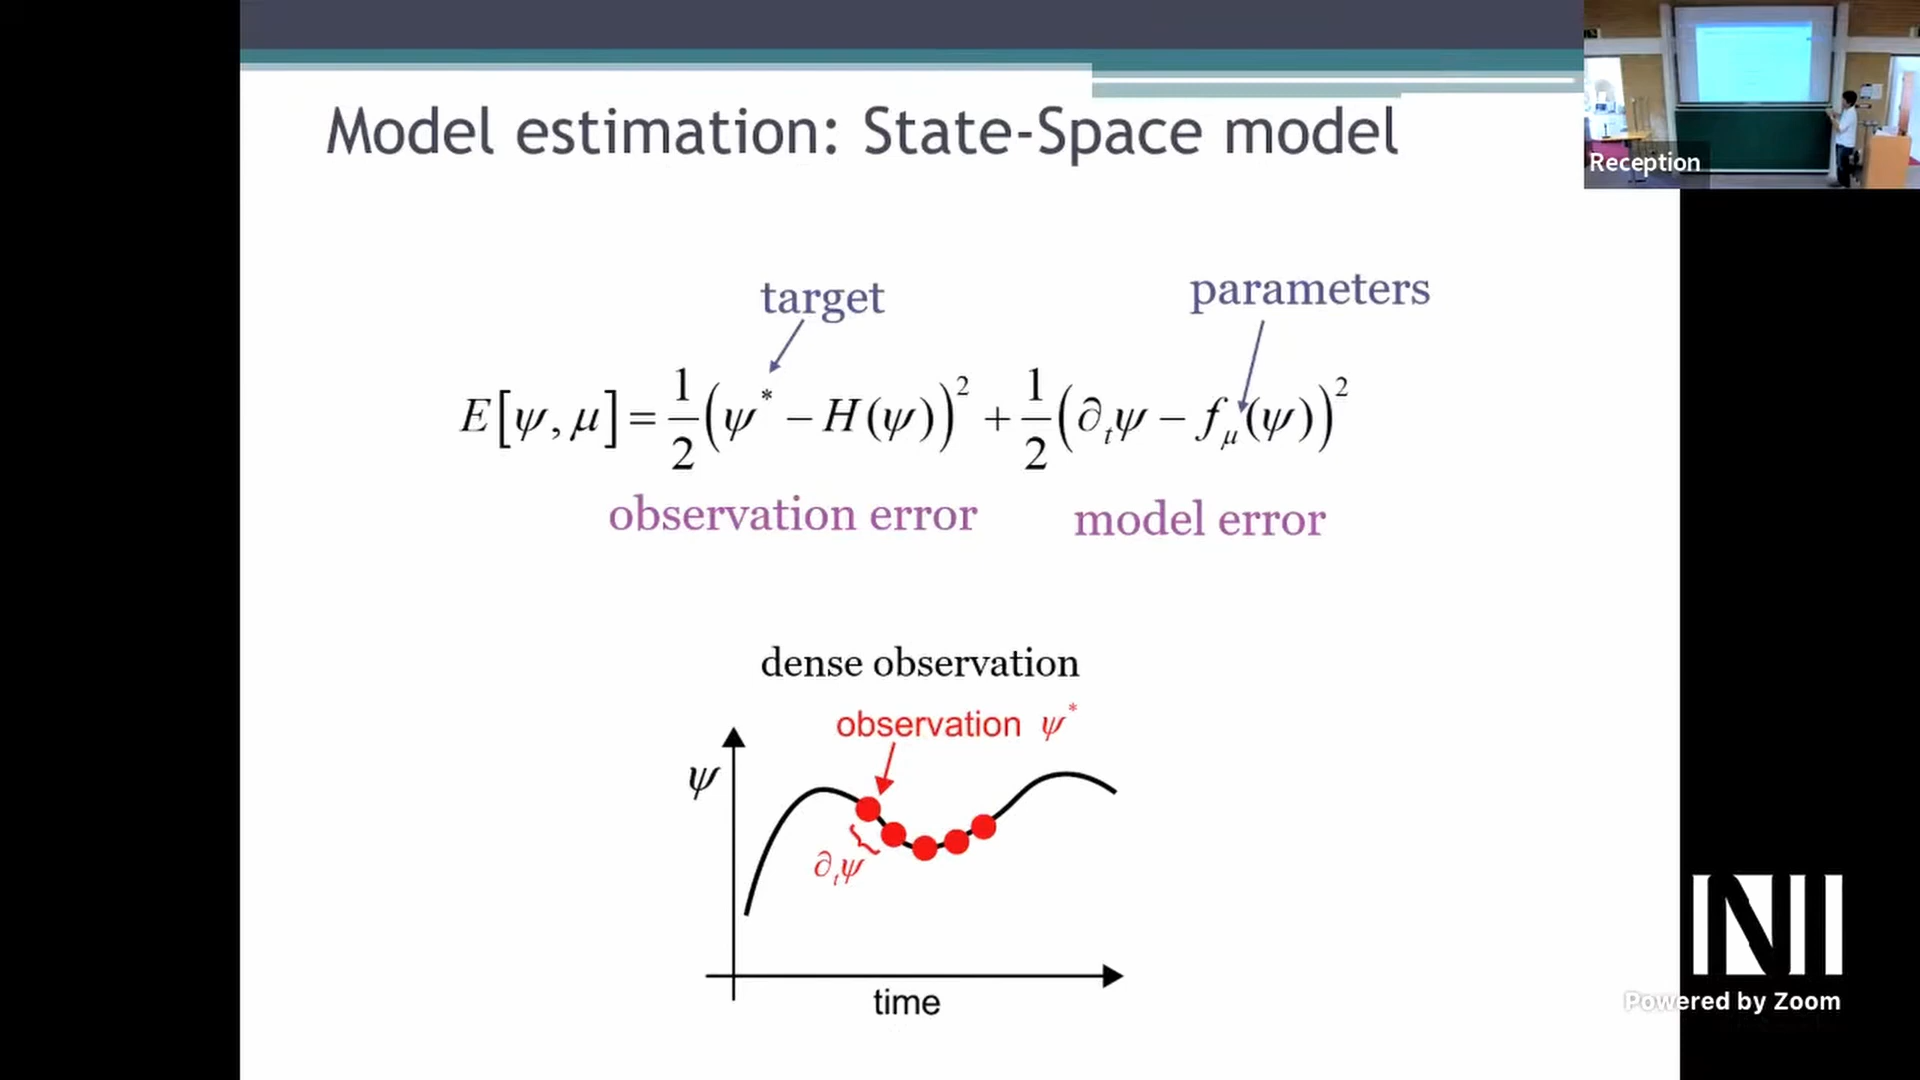 Model estimation: State-Space model
Reception
target
parameters
E[ψ, μ] = 1/2 (ψ* − H(ψ))² + 1/2 (∂ₜψ − f_μ(ψ))²
observation error
model error
dense observation
observation ψ*
ψ
∂ₜψ
time
NI
Powered by Zoom